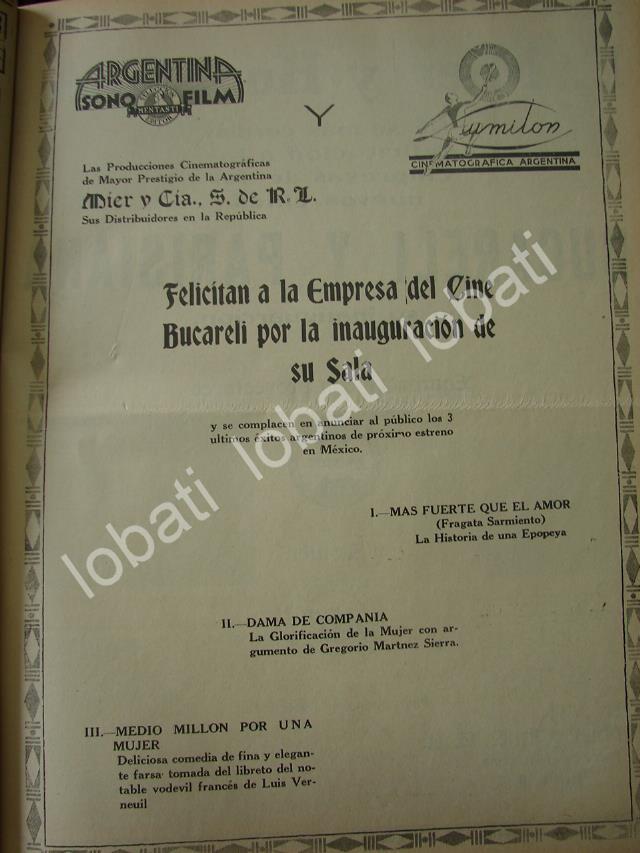 ARGENTINA
SONO FILM
MENTASTI
EDITOR
Y
Lumiton
CINEMATOGRAFICA ARGENTINA
Las Producciones Cinematográficas
de Mayor Prestigio de la Argentina
Mier y Cia., S. de R. L.
Sus Distribuidores en la República
Felicitan a la Empresa del Cine
Bucareli por la inauguración de
su Sala
y se complacen en anunciar al público los 3
ultimos éxitos argentinos de próximo estreno
en México.
I.—MAS FUERTE QUE EL AMOR
(Fragata Sarmiento)
La Historia de una Epopeya
II.—DAMA DE COMPANIA
La Glorificación de la Mujer con ar-
gumento de Gregorio Martnez Sierra.
III.—MEDIO MILLON POR UNA
MUJER
Deliciosa comedia de fina y elegan-
te farsa tomada del libreto del no-
table vodevil francés de Luis Ver-
neuil
lobati lobati lobati